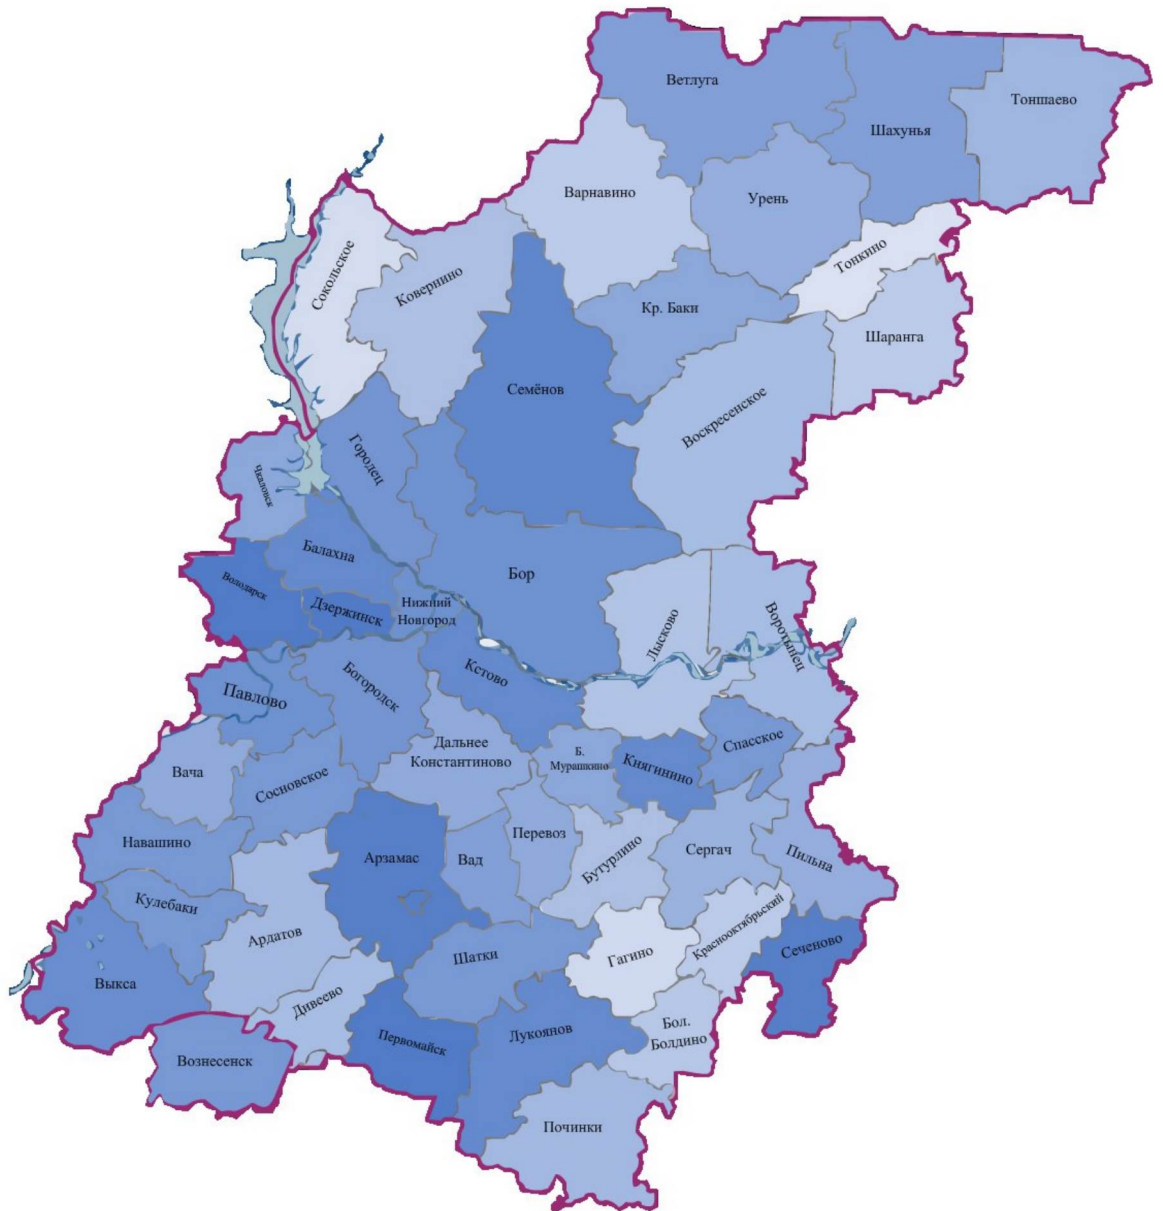 Ветлуга
Тоншаево
Шахунья
Варнавино
Урень
Тонкино
Сокольское
Ковернино
Кр. Баки
Шаранга
Семёнов
Воскресенское
Городец
Чкаловск
Балахна
Бор
Володарск
Дзержинск
Нижний
Новгород
Лысково
Воротынец
Кстово
Богородск
Павлово
Дальнее
Константиново
Б.
Мурашкино
Княгинино
Спасское
Вача
Сосновское
Навашино
Арзамас
Вад
Перевоз
Бутурлино
Сергач
Пильна
Кулебаки
Ардатов
Шатки
Гагино
Краснооктябрьский
Сеченово
Выкса
Дивеево
Вознесенск
Первомайск
Лукоянов
Бол.
Болдино
Починки